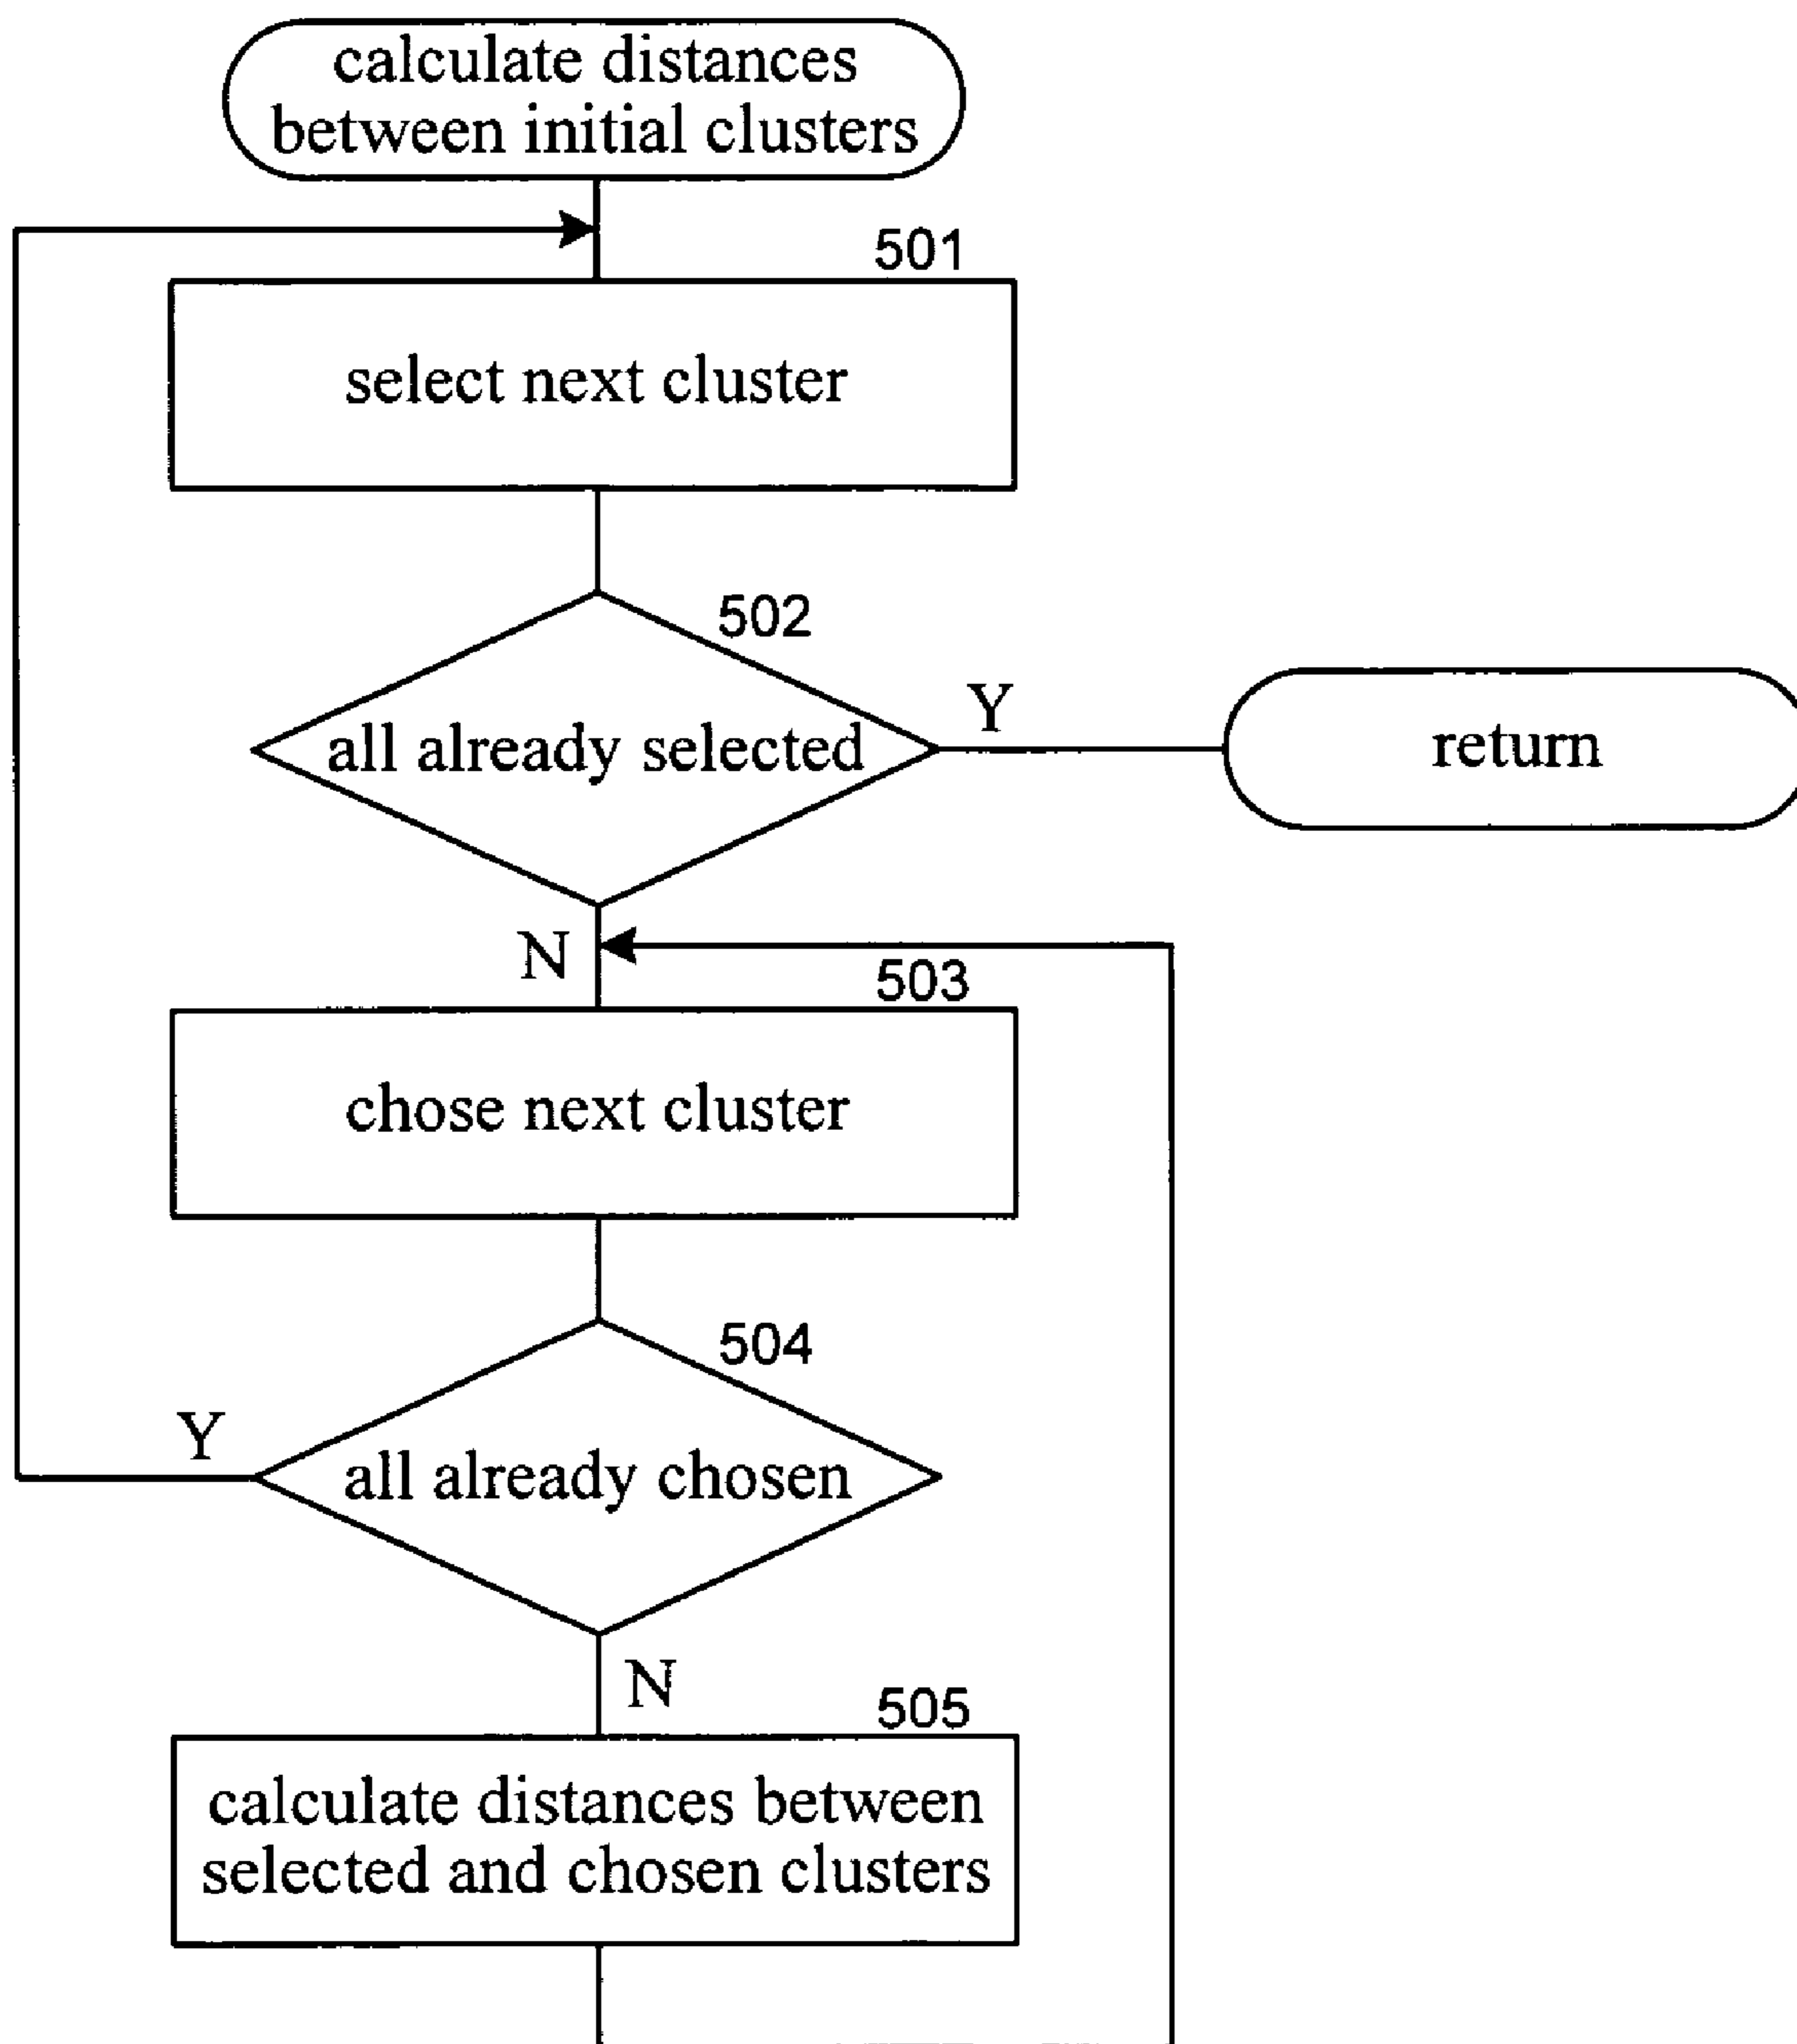 calculate distances
between initial clusters
501
select next cluster
502
all already selected
Y
return
N
503
chose next cluster
504
Y
all already chosen
N
505
calculate distances between
selected and chosen clusters